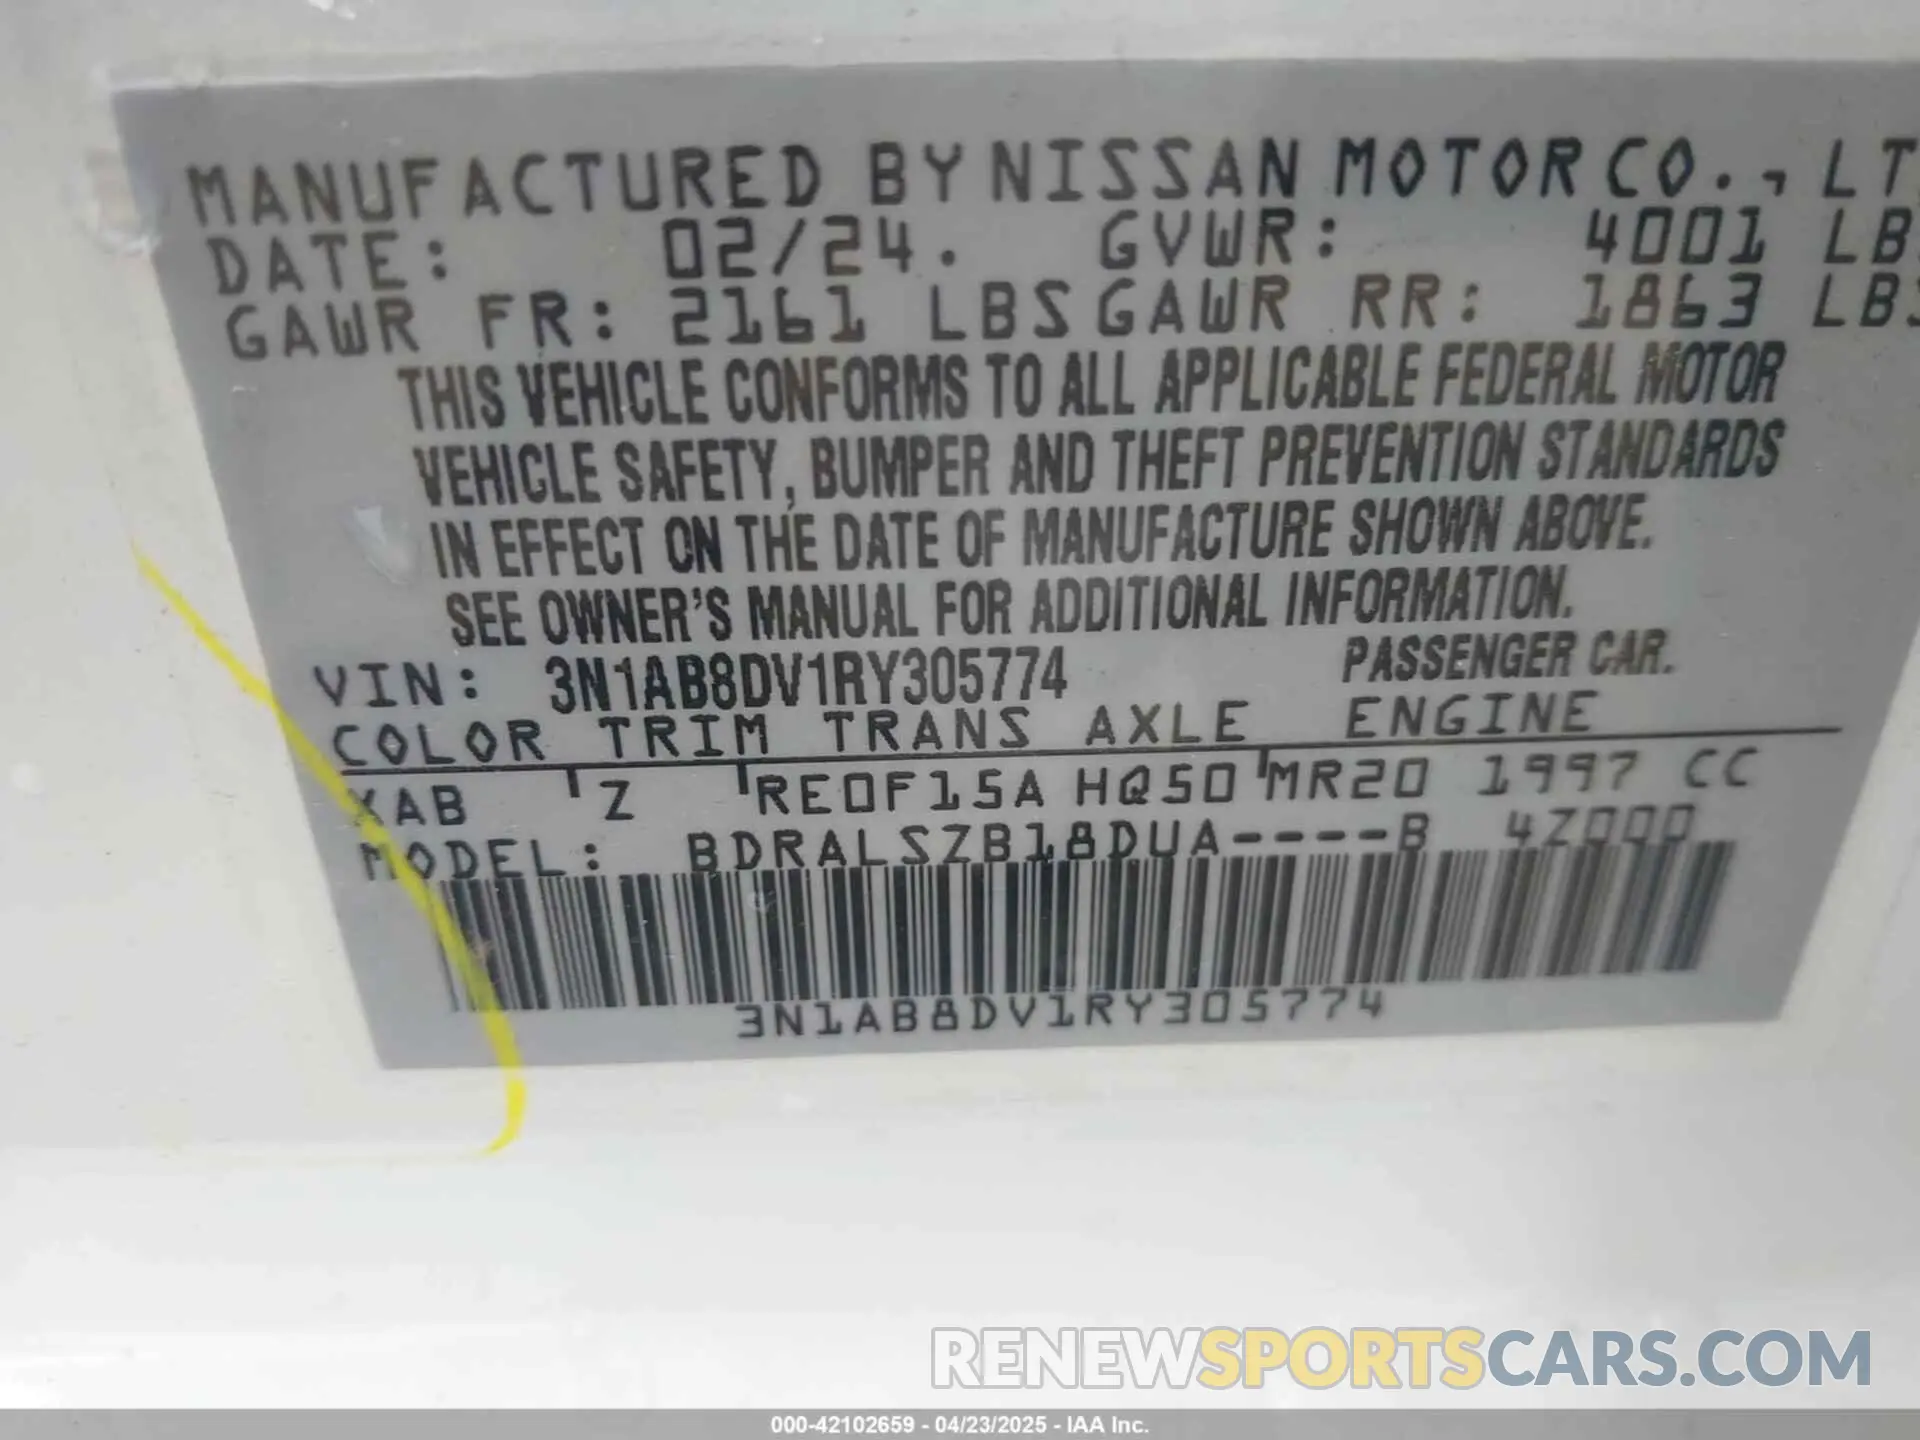 MANUFACTURED BY NISSAN MOTOR CO., LT
DATE: 02/24. GVWR: 4001 LB
GAWR FR: 2161 LBS GAWR RR: 1863 LBS
THIS VEHICLE CONFORMS TO ALL APPLICABLE FEDERAL MOTOR
VEHICLE SAFETY, BUMPER AND THEFT PREVENTION STANDARDS
IN EFFECT ON THE DATE OF MANUFACTURE SHOWN ABOVE.
SEE OWNER'S MANUAL FOR ADDITIONAL INFORMATION.
VIN: 3N1AB8DV1RY305774 PASSENGER CAR.
COLOR TRIM TRANS AXLE ENGINE
XAB Z RE0F15A HQ50 MR20 1997 CC
MODEL: BDRALSZB18DUA----B 4Z000
3N1AB8DV1RY305774
RENEWSPORTSCARS.COM
000-42102659 - 04/23/2025 - IAA Inc.